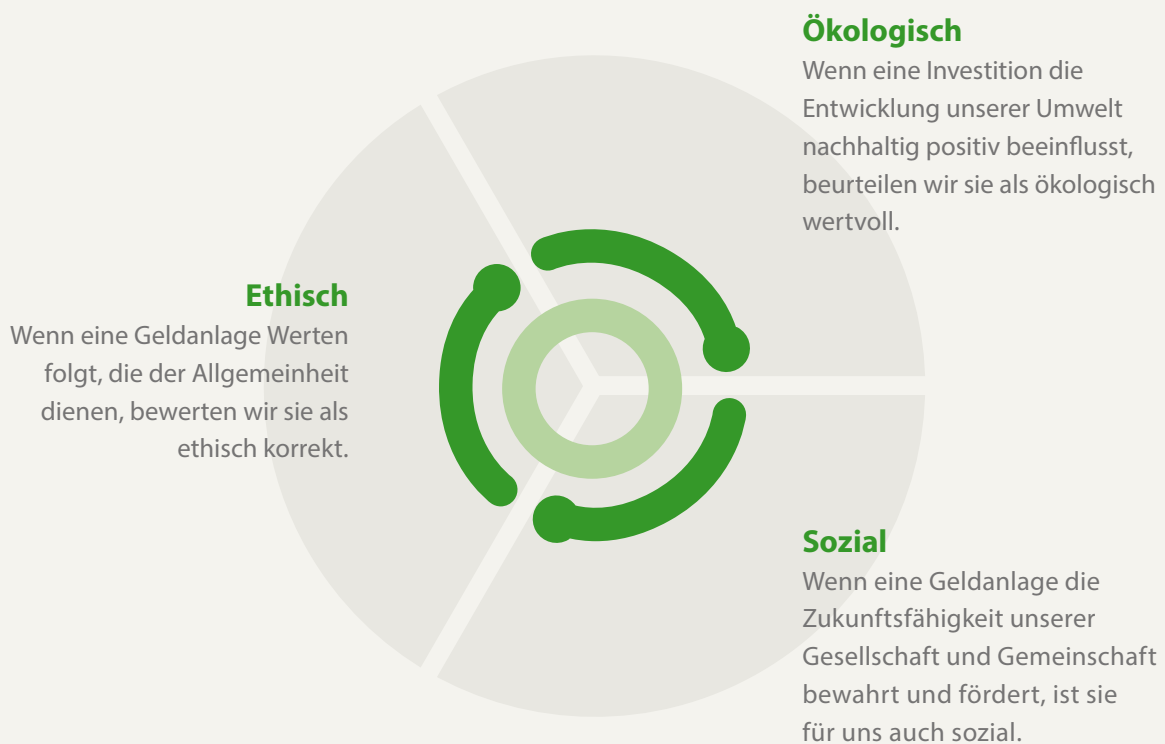 Ökologisch
Wenn eine Investition die
Entwicklung unserer Umwelt
nachhaltig positiv beeinflusst,
beurteilen wir sie als ökologisch
wertvoll.
Ethisch
Wenn eine Geldanlage Werten
folgt, die der Allgemeinheit
dienen, bewerten wir sie als
ethisch korrekt.
Sozial
Wenn eine Geldanlage die
Zukunftsfähigkeit unserer
Gesellschaft und Gemeinschaft
bewahrt und fördert, ist sie
für uns auch sozial.